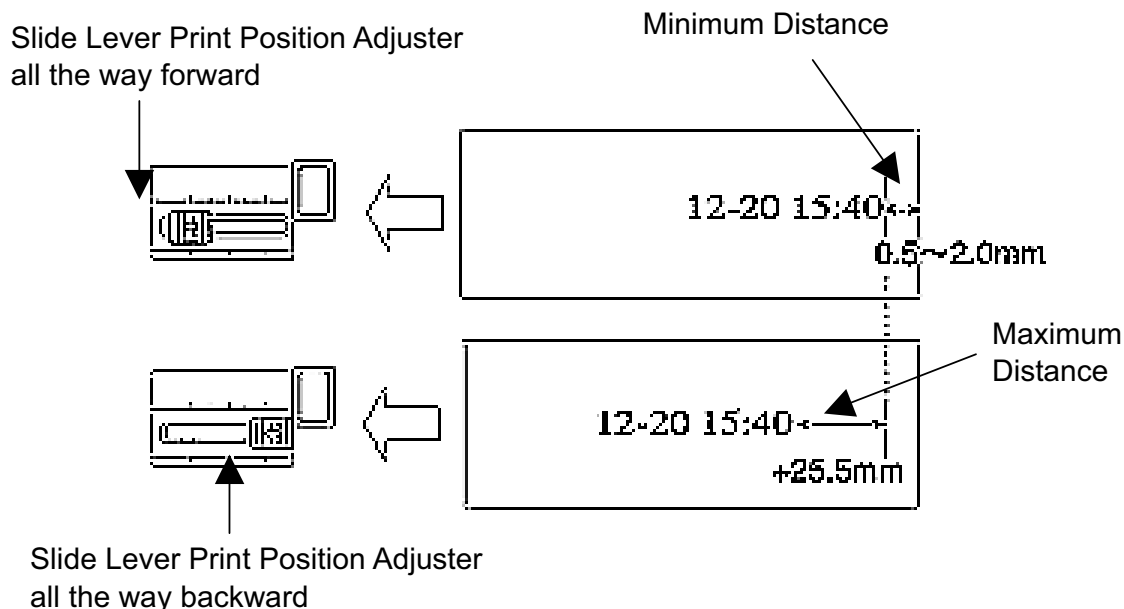 Slide Lever Print Position Adjuster
all the way forward
Minimum Distance
12-20 15:40
0.5~2.0mm
Maximum
Distance
12-20 15:40
+25.5mm
Slide Lever Print Position Adjuster
all the way backward